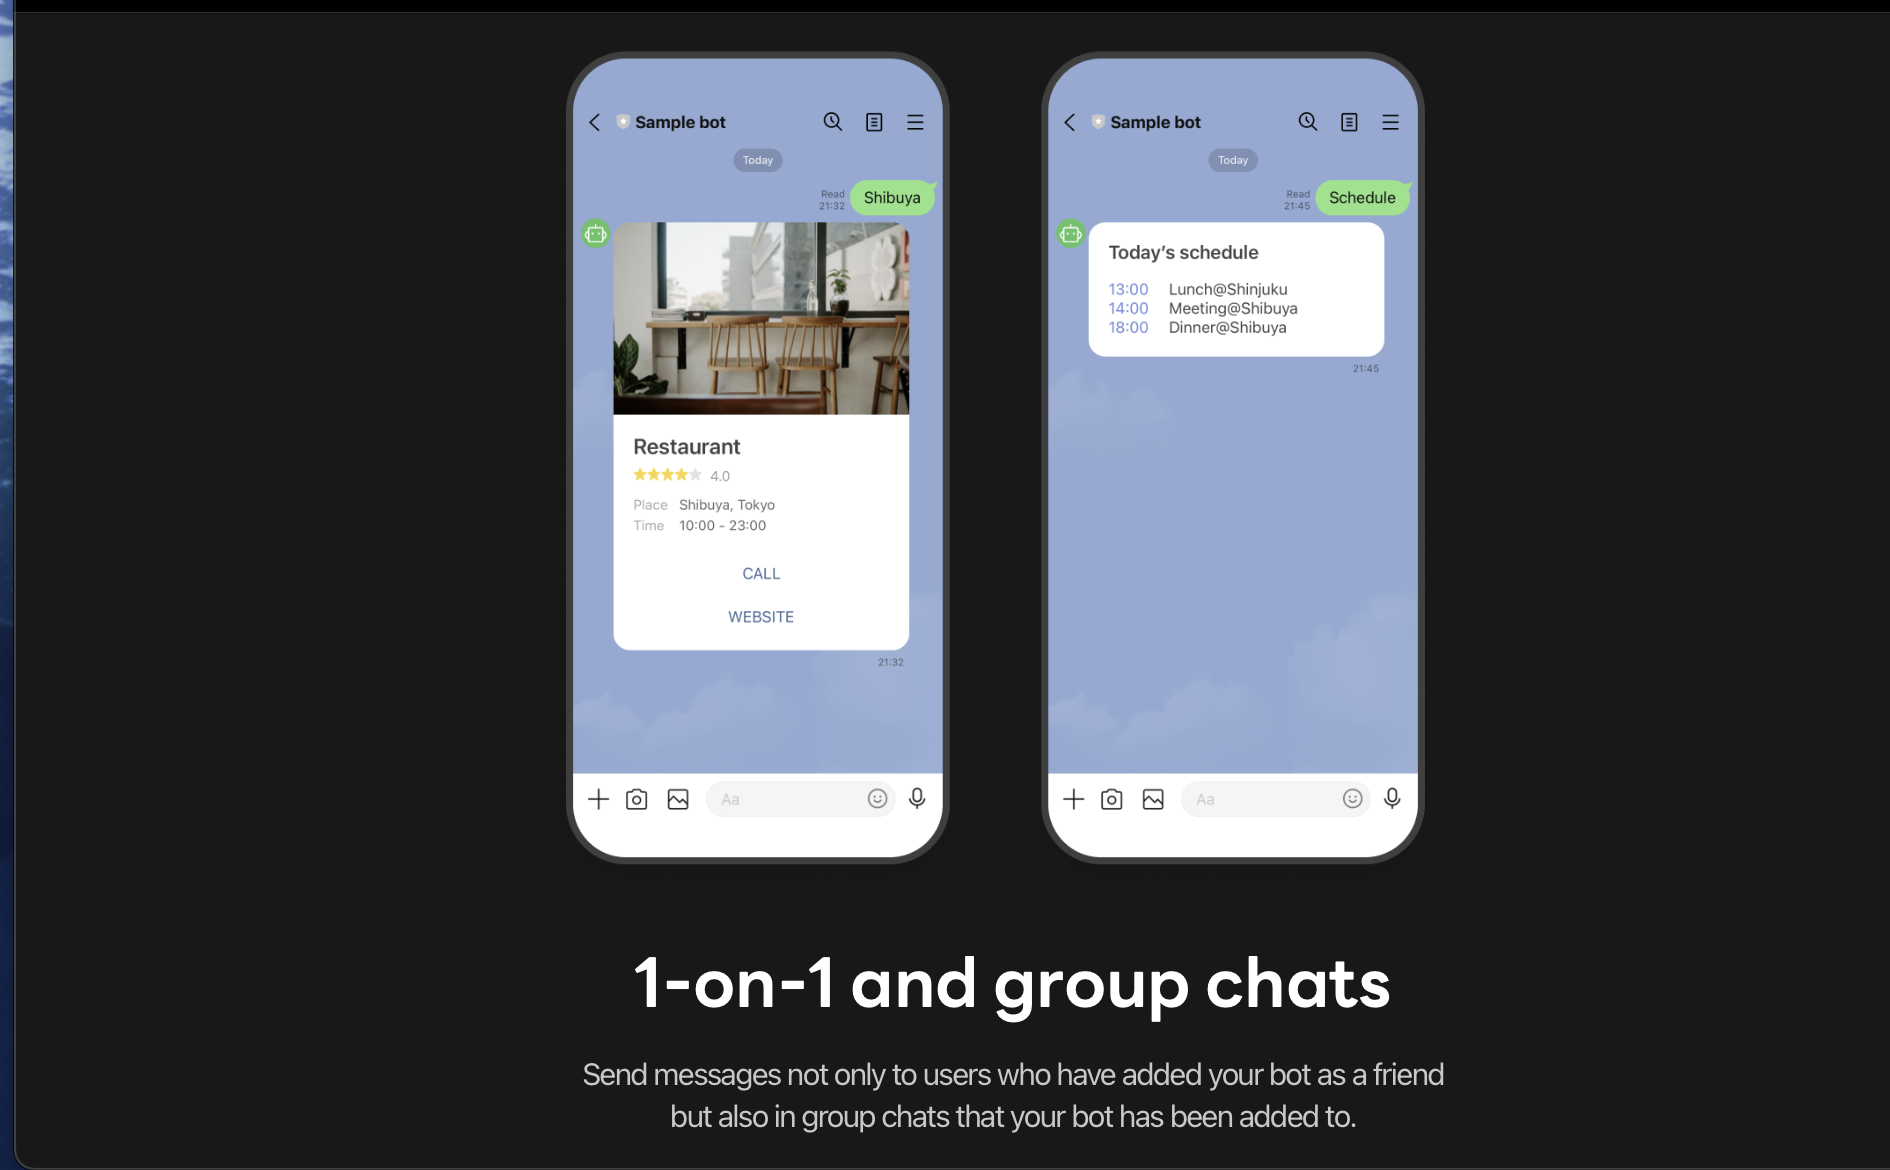 Sample bot
Today
Read
21:32
Shibuya
Restaurant
4.0
Place Shibuya, Tokyo
Time 10:00 - 23:00
CALL
WEBSITE
21:32
Aa
Sample bot
Today
Read
21:45
Schedule
Today's schedule
13:00 Lunch@Shinjuku
14:00 Meeting@Shibuya
18:00 Dinner@Shibuya
21:45
Aa
1-on-1 and group chats
Send messages not only to users who have added your bot as a friend
but also in group chats that your bot has been added to.